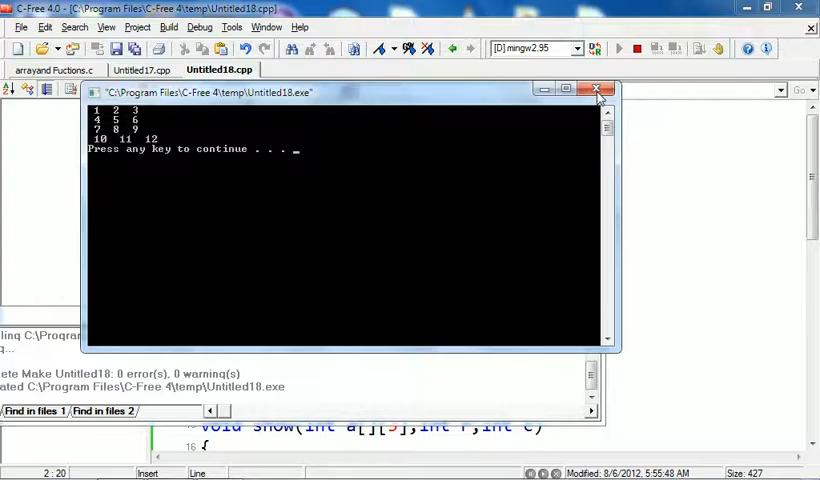 C-Free 4.0 - [C:\Program Files\C-Free 4\temp\Untitled18.cpp]
File Edit Search View Project Build Debug Tools Window Help
[D] mingw2.95
arrayand Fuctions.c Untitled17.cpp Untitled18.cpp
Go
"C:\Program Files\C-Free 4\temp\Untitled18.exe"
1 2 3
4 5 6
7 8 9
10 11 12
Press any key to continue . . . _
ling C:\Progra
g...
ete Make Untitled18: 0 error(s), 0 warning(s)
ated C:\Program Files\C-Free 4\temp\Untitled18.exe
Find in files 1 Find in files 2
void show(int a[][3],int r,int c)
16 {
2 : 20 Insert Line Modified: 8/6/2012, 5:55:48 AM Size: 427